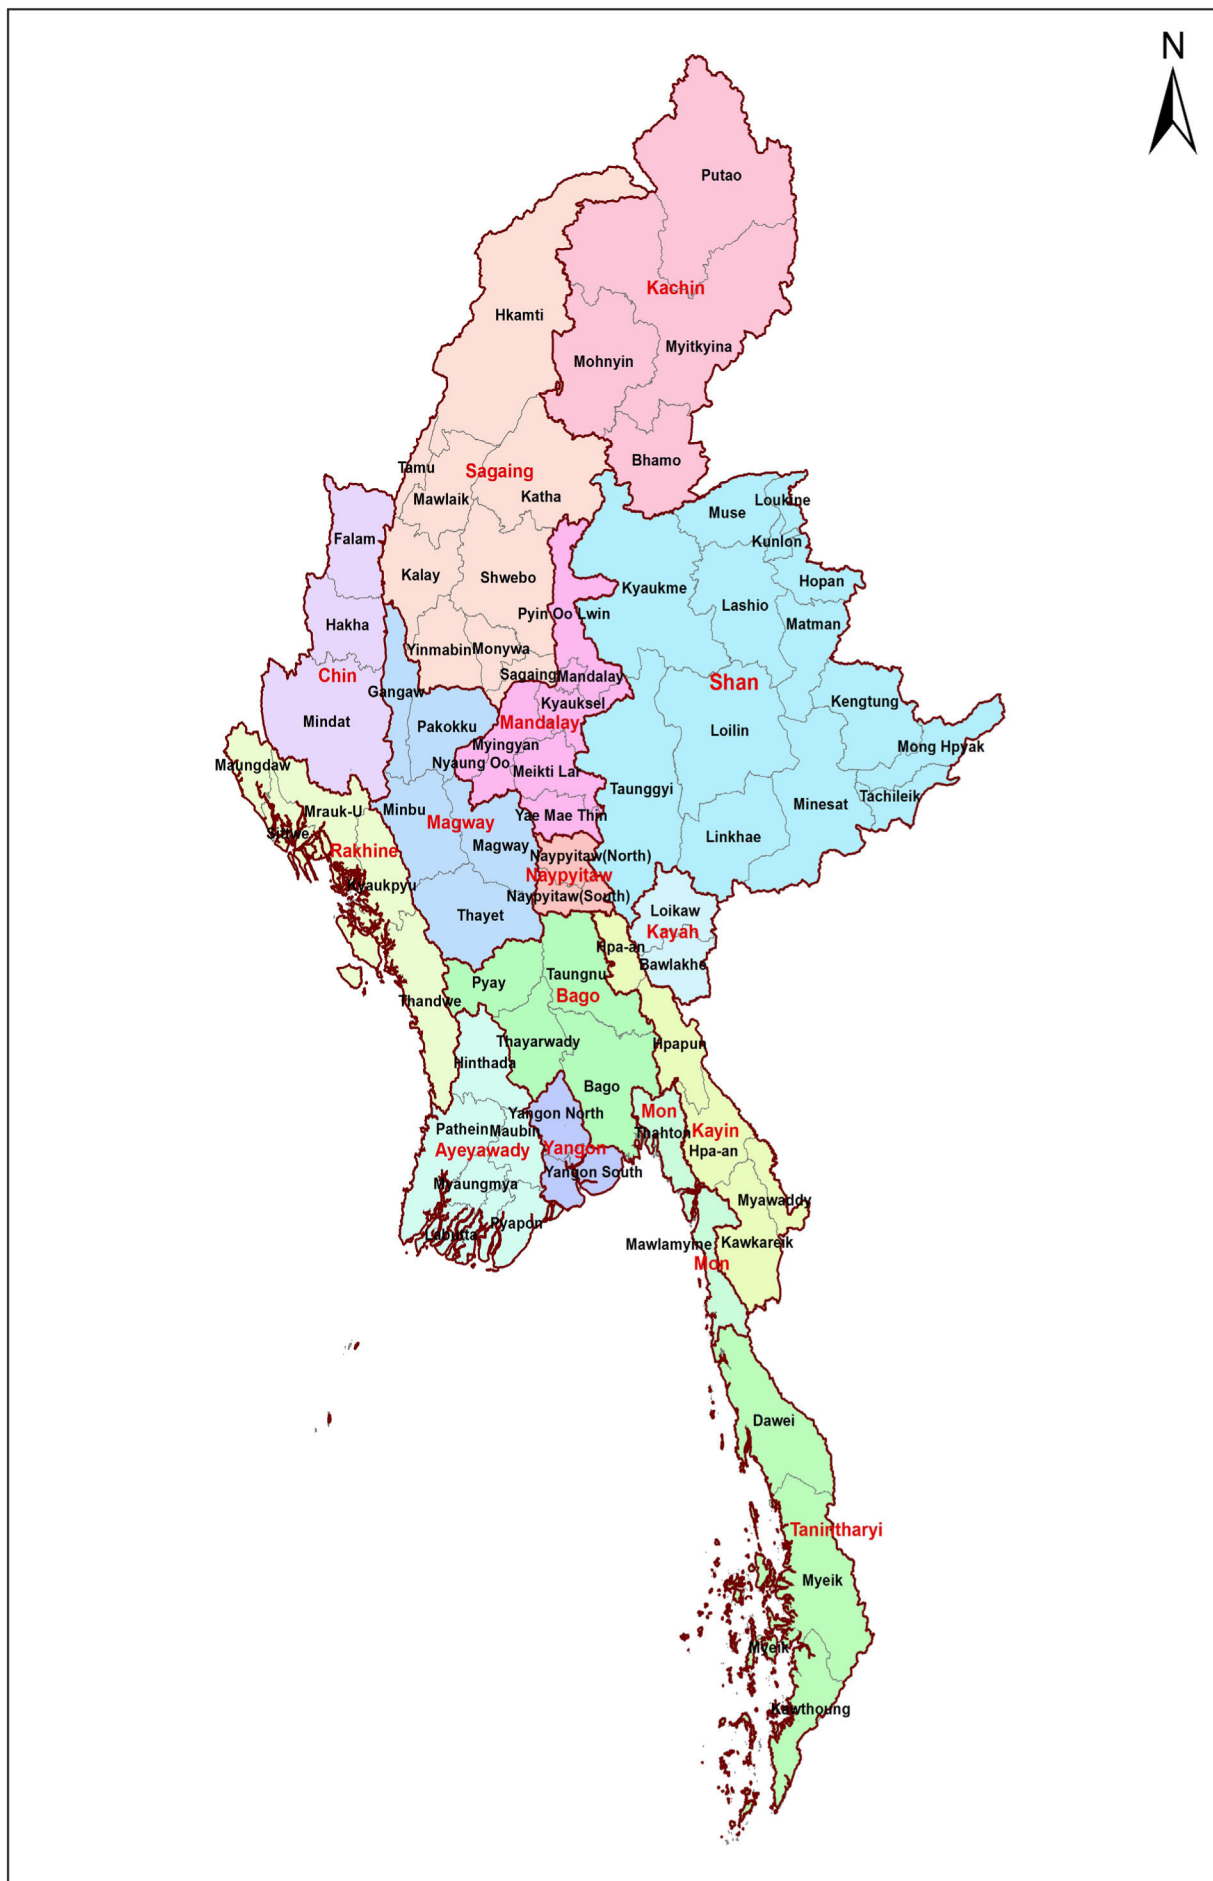 N
Putao
Kachin
Hkamti
Myitkyina
Mohnyin
Bhamo
Tamu
Sagaing
Mawlaik
Katha
Loukine
Muse
Falam
Kunlon
Kalay
Shwebo
Kyaukme
Hopan
Lashio
Pyin Oo Lwin
Hakha
Matman
Yinmabin
Monywa
Chin
Sagaing
Mandalay
Shan
Gangaw
Kyauksel
Kengtung
Mindat
Pakokku
Mandalay
Loilin
Myingyan
Mong Hpyak
Maungdaw
Nyaung Oo
Meikti Lar
Taunggyi
Tachileik
Minesat
Mrauk-U
Minbu
Yae Mae Thin
Magway
Sittwe
Linkhae
Rakhine
Magway
Naypyitaw(North)
Naypyitaw
Kyaukpyu
Naypyitaw(South)
Thayet
Loikaw
Kayah
Hpa-an
Bawlakhe
Taungnu
Pyay
Bago
Thandwe
Thayarwady
Hpapun
Hinthada
Bago
Yangon North
Mon
Pathein
Maubin
Thahton
Kayin
Ayeyawady
Yangon
Hpa-an
Yangon South
Myaungmya
Myawaddy
Pyapon
Labutta
Mawlamyine
Kawkareik
Mon
Dawei
Tanintharyi
Myeik
Myeik
Kawthoung